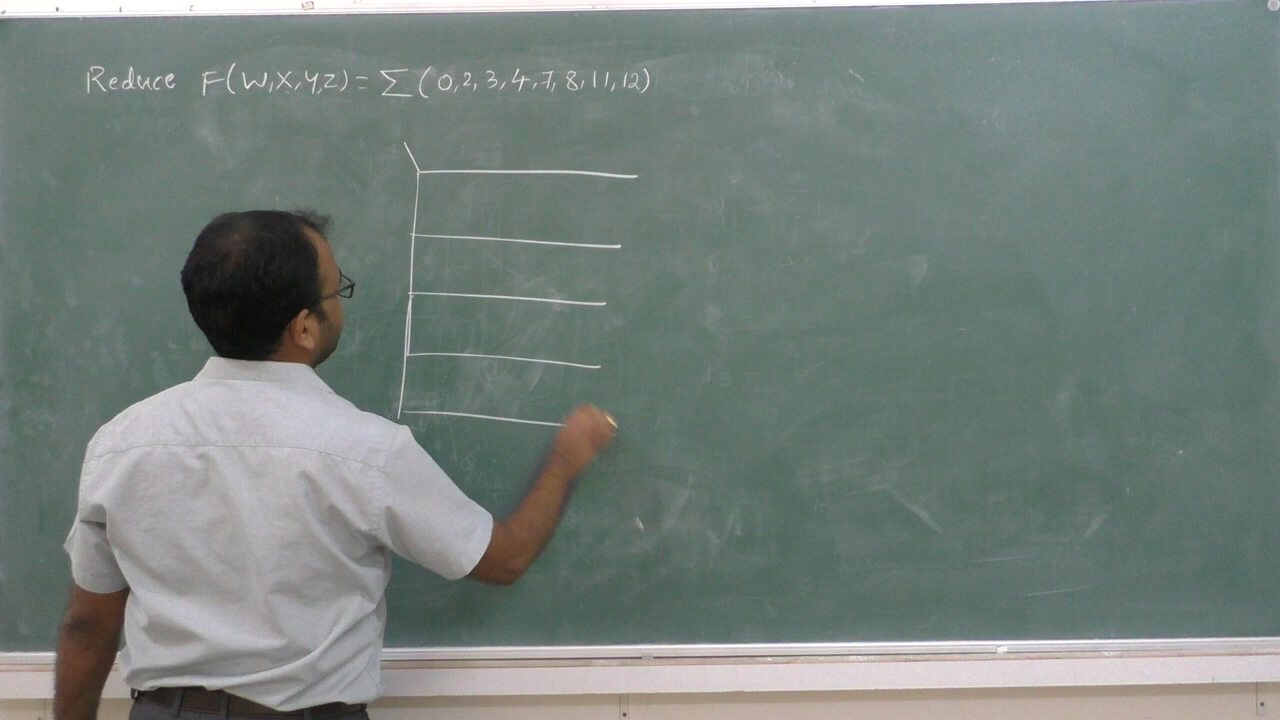 Reduce F(W,X,Y,Z) = Σ (0,2,3,4,7,8,11,12)